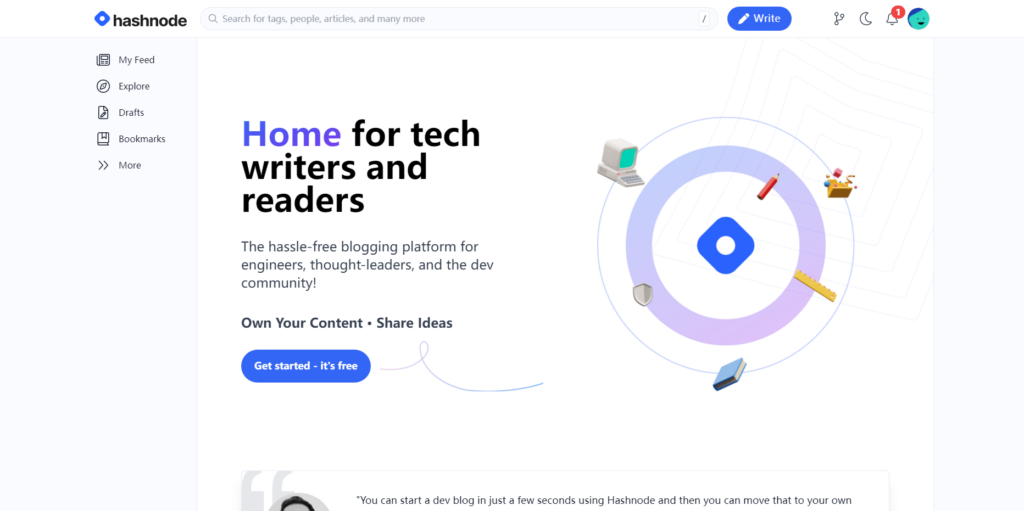 hashnode
Search for tags, people, articles, and many more
/
Write
1
My Feed
Explore
Drafts
Bookmarks
More
Home for tech
writers and
readers
The hassle-free blogging platform for
engineers, thought-leaders, and the dev
community!
Own Your Content • Share Ideas
Get started - it's free
"You can start a dev blog in just a few seconds using Hashnode and then you can move that to your own